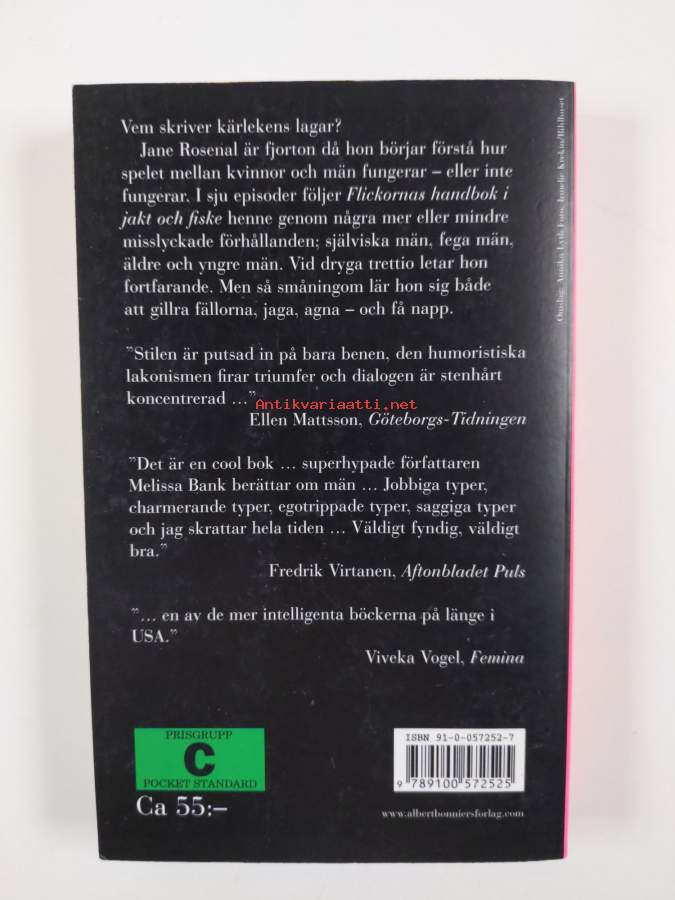 Vem skriver kärlekens lagar?
Jane Rosenal är fjorton då hon börjar förstå hur
spelet mellan kvinnor och män fungerar – eller inte
fungerar. I sju episoder följer Flickornas handbok i
jakt och fiske henne genom några mer eller mindre
misslyckade förhållanden; själviska män, fega män,
äldre och yngre män. Vid dryga trettio letar hon
fortfarande. Men så småningom lär hon sig både
att gillra fällorna, jaga, agna – och få napp.
”Stilen är putsad in på bara benen, den humoristiska
lakonismen firar triumfer och dialogen är stenhårt
koncentrerad …”
Antikvariaatti.net
Ellen Mattsson, Göteborgs-Tidningen
”Det är en cool bok … superhypade författaren
Melissa Bank berättar om män … Jobbiga typer,
charmerande typer, egotrippade typer, saggiga typer
och jag skrattar hela tiden … Väldigt fyndig, väldigt
bra.”
Fredrik Virtanen, Aftonbladet Puls
”… en av de mer intelligenta böckerna på länge i
USA.”
Viveka Vogel, Femina
PRISGRUPP
C
POCKET STANDARD
Ca 55:–
ISBN 91-0-057252-7
9 789100 572525
www.albertbonniersforlag.com
Omslag: Annika Lyth Foto: